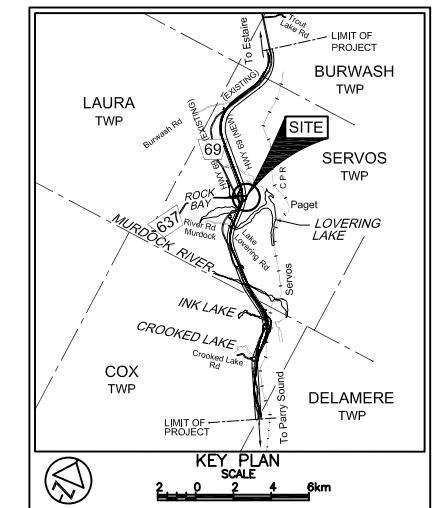 Trout
Lake Rd
To Estaire
LIMIT OF
PROJECT
BURWASH
TWP
LAURA
TWP
(EXISTING)
Burwash Rd
HWY 69 (EXISTING)
HWY 69 (NEW)
69
SITE
SERVOS
TWP
CPR
ROCK
BAY
Paget
637
River Rd
Murdock
LOVERING
LAKE
Lake
Lovering Rd
MURDOCK RIVER
Servos
INK LAKE
CROOKED LAKE
Crooked Lake
Rd
COX
TWP
DELAMERE
TWP
LIMIT OF
PROJECT
To Parry Sound
KEY PLAN
SCALE
2 0 2 4 6km
N